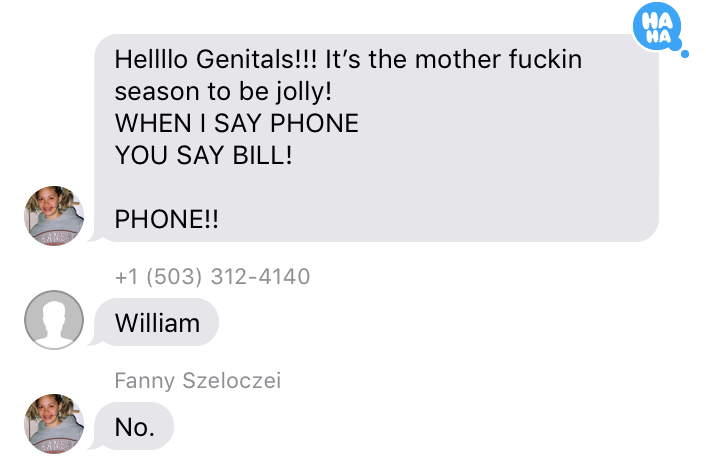 HA
HA
Hellllo Genitals!!! It’s the mother fuckin
season to be jolly!
WHEN I SAY PHONE
YOU SAY BILL!
PHONE!!
+1 (503) 312-4140
William
Fanny Szeloczei
No.